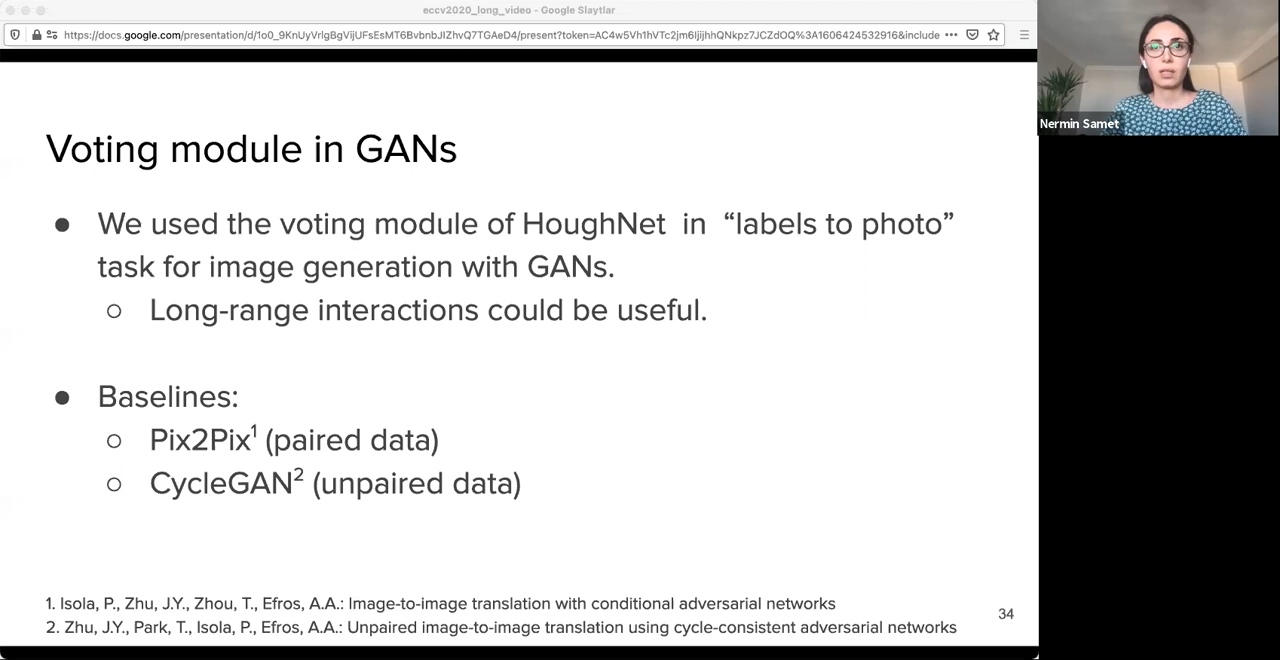 eccv2020_long_video - Google Slaytlar
https://docs.google.com/presentation/d/1o0_9KnUyVrlgBgVijUFsEsMT6BvbnbJIZhvQ7TGAeD4/present?token=AC4w5Vh1hVTc2jm6IjijhhQNkpz7JCZdOQ%3A1606424532916&include
Nermin Samet
Voting module in GANs
● We used the voting module of HoughNet in “labels to photo”
task for image generation with GANs.
○ Long-range interactions could be useful.
● Baselines:
○ Pix2Pix¹ (paired data)
○ CycleGAN² (unpaired data)
1. Isola, P., Zhu, J.Y., Zhou, T., Efros, A.A.: Image-to-image translation with conditional adversarial networks
2. Zhu, J.Y., Park, T., Isola, P., Efros, A.A.: Unpaired image-to-image translation using cycle-consistent adversarial networks
34